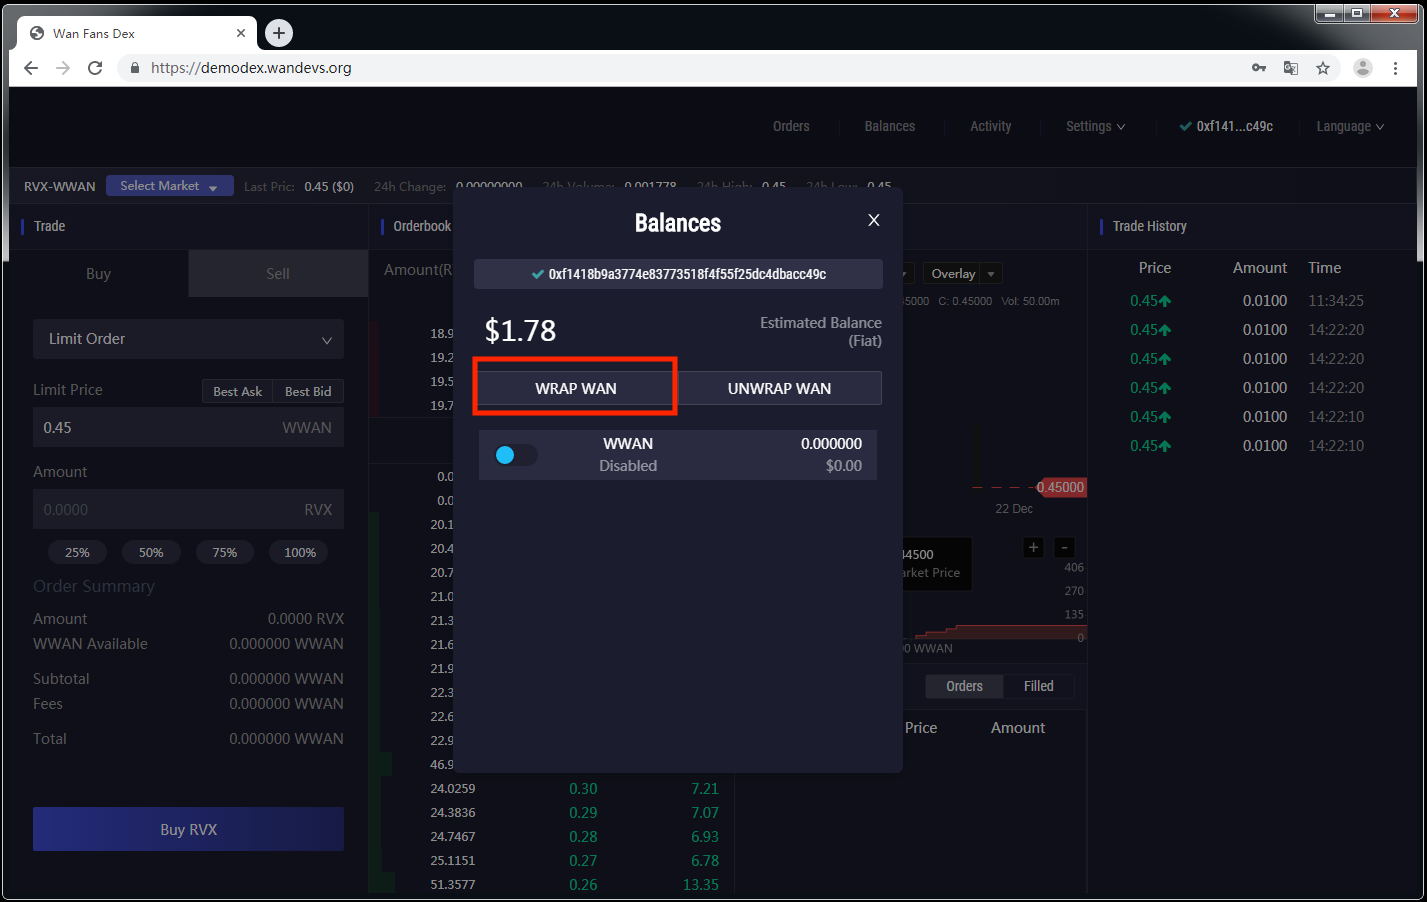 Wan Fans Dex
https://demodex.wandevs.org
Orders Balances Activity Settings 0xf141...c49c Language
RVX-WWAN Select Market Last Pric: 0.45 ($0) 24h Change: 0.00000000 24h Volume: 0.001778 24h High: 0.45 24h Low: 0.45
Trade
Buy Sell
Limit Order
Limit Price Best Ask Best Bid
0.45 WWAN
Amount
0.0000 RVX
25% 50% 75% 100%
Order Summary
Amount 0.0000 RVX
WWAN Available 0.000000 WWAN
Subtotal 0.000000 WWAN
Fees 0.000000 WWAN
Total 0.000000 WWAN
Buy RVX
Orderbook
Amount(R
18.9
19.2
19.5
19.7
0.0
0.0
20.1
20.4
20.7
21.0
21.3
21.6
21.9
22.3
22.6
22.9
46.9
24.0259 0.30 7.21
24.3836 0.29 7.07
24.7467 0.28 6.93
25.1151 0.27 6.78
51.3577 0.26 13.35
Balances X
0xf1418b9a3774e83773518f4f55f25dc4dbacc49c
$1.78 Estimated Balance
(Fiat)
WRAP WAN UNWRAP WAN
WWAN 0.000000
Disabled $0.00
Overlay
45000 C: 0.45000 Vol: 50.00m
0.45000
22 Dec
44500
arket Price
+ -
406
270
135
0
00 WWAN
Orders Filled
Price Amount
Trade History
Price Amount Time
0.45 0.0100 11:34:25
0.45 0.0100 14:22:20
0.45 0.0100 14:22:20
0.45 0.0100 14:22:20
0.45 0.0100 14:22:10
0.45 0.0100 14:22:10